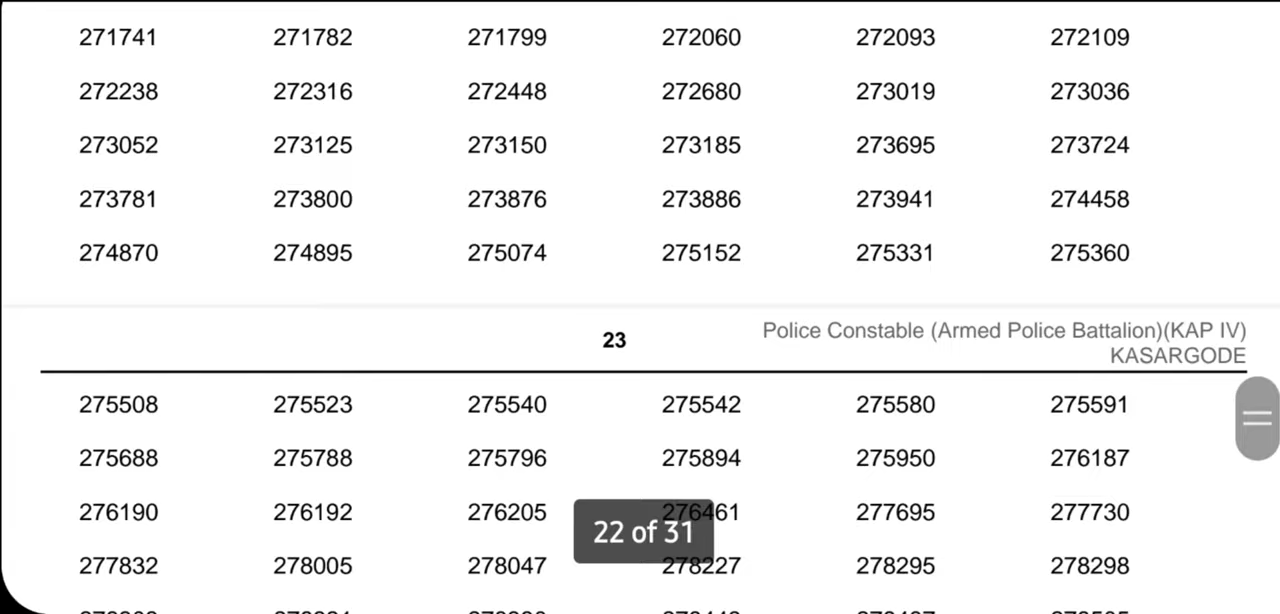 271741 271782 271799 272060 272093 272109
272238 272316 272448 272680 273019 273036
273052 273125 273150 273185 273695 273724
273781 273800 273876 273886 273941 274458
274870 274895 275074 275152 275331 275360
23
Police Constable (Armed Police Battalion)(KAP IV)
KASARGODE
275508 275523 275540 275542 275580 275591
275688 275788 275796 275894 275950 276187
276190 276192 276205 276461 277695 277730
22 of 31
277832 278005 278047 278227 278295 278298